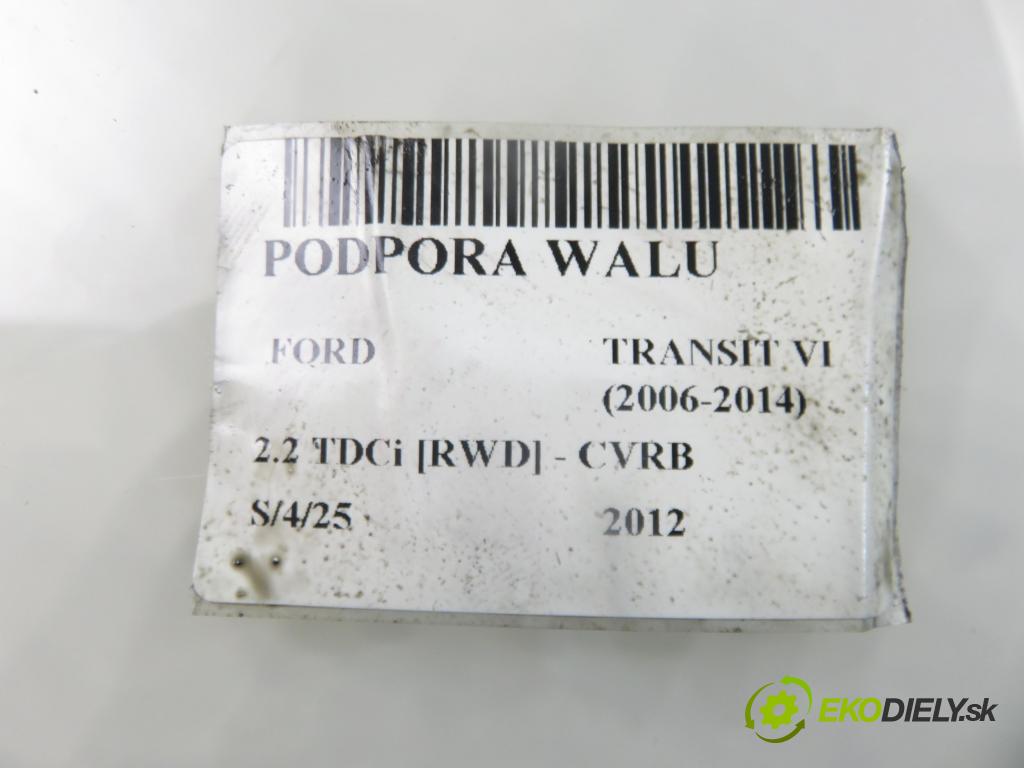 PODPORA WALU
FORD TRANSIT VI
(2006-2014)
2.2 TDCi [RWD] - CVRB
S/4/25 2012
EKODIELY.sk